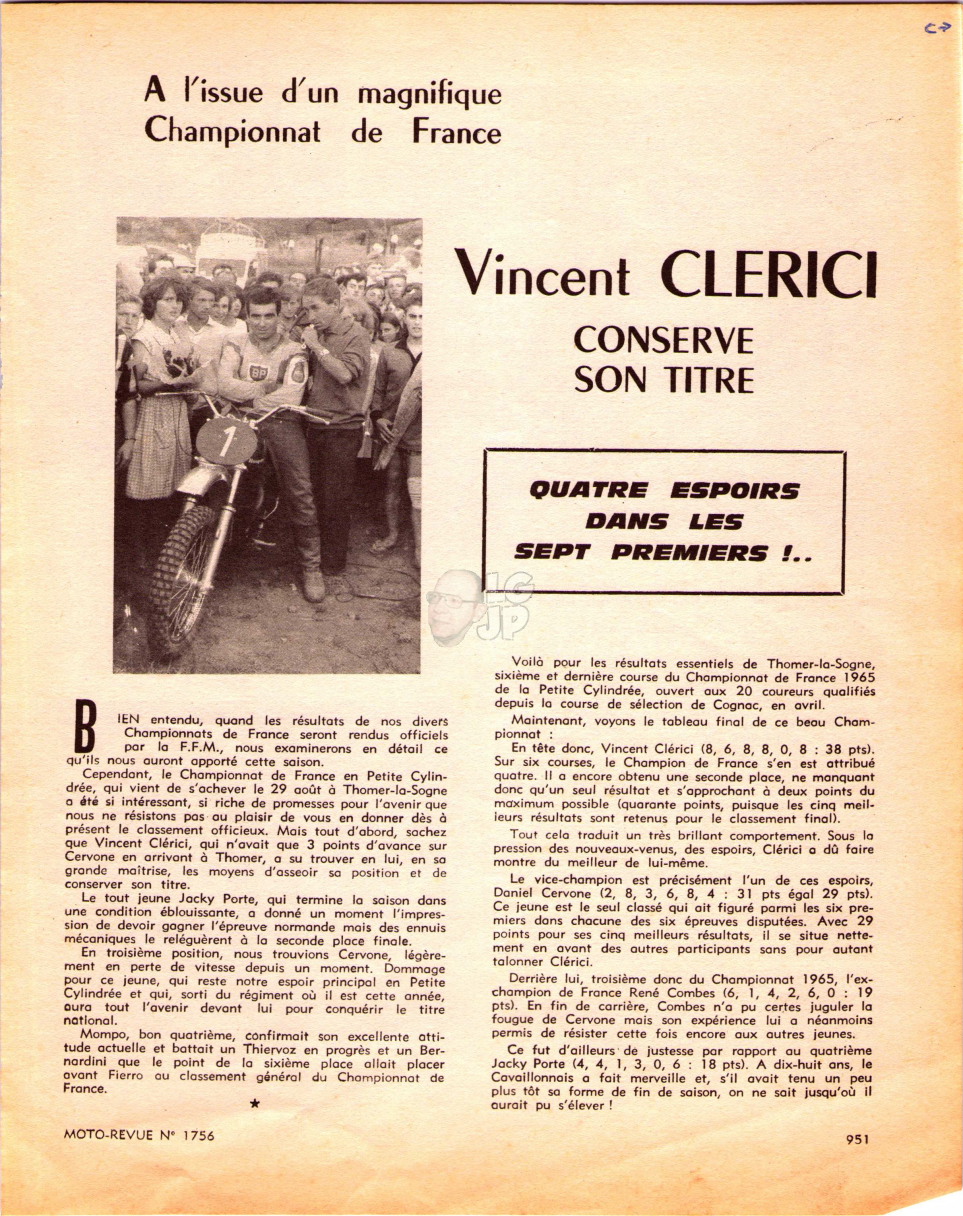 A l'issue d'un magnifique
Championnat de France
Vincent CLERICI
CONSERVE
SON TITRE
QUATRE ESPOIRS
DANS LES
SEPT PREMIERS !..
BP
1
LG
JP
BIEN entendu, quand les résultats de nos divers
Championnats de France seront rendus officiels
par la F.F.M., nous examinerons en détail ce
qu'ils nous auront apporté cette saison.
Cependant, le Championnat de France en Petite Cylin-
drée, qui vient de s'achever le 29 août à Thomer-la-Sogne
a été si intéressant, si riche de promesses pour l'avenir que
nous ne résistons pas au plaisir de vous en donner dès à
présent le classement officieux. Mais tout d'abord, sachez
que Vincent Clérici, qui n'avait que 3 points d'avance sur
Cervone en arrivant à Thomer, a su trouver en lui, en sa
grande maîtrise, les moyens d'asseoir sa position et de
conserver son titre.
Le tout jeune Jacky Porte, qui termine la saison dans
une condition éblouissante, a donné un moment l'impres-
sion de devoir gagner l'épreuve normande mais des ennuis
mécaniques le reléguèrent à la seconde place finale.
En troisième position, nous trouvions Cervone, légère-
ment en perte de vitesse depuis un moment. Dommage
pour ce jeune, qui reste notre espoir principal en Petite
Cylindrée et qui, sorti du régiment où il est cette année,
aura tout l'avenir devant lui pour conquérir le titre
national.
Mompo, bon quatrième, confirmait son excellente atti-
tude actuelle et battait un Thiervoz en progrès et un Ber-
nardini que le point de la sixième place allait placer
avant Fierro au classement général du Championnat de
France.
★
Voilà pour les résultats essentiels de Thomer-la-Sogne,
sixième et dernière course du Championnat de France 1965
de la Petite Cylindrée, ouvert aux 20 coureurs qualifiés
depuis la course de sélection de Cognac, en avril.
Maintenant, voyons le tableau final de ce beau Cham-
pionnat :
En tête donc, Vincent Clérici (8, 6, 8, 8, 0, 8 : 38 pts).
Sur six courses, le Champion de France s'en est attribué
quatre. Il a encore obtenu une seconde place, ne manquant
donc qu'un seul résultat et s'approchant à deux points du
maximum possible (quarante points, puisque les cinq meil-
leurs résultats sont retenus pour le classement final).
Tout cela traduit un très brillant comportement. Sous la
pression des nouveaux-venus, des espoirs, Clérici a dû faire
montre du meilleur de lui-même.
Le vice-champion est précisément l'un de ces espoirs,
Daniel Cervone (2, 8, 3, 6, 8, 4 : 31 pts égal 29 pts).
Ce jeune est le seul classé qui ait figuré parmi les six pre-
miers dans chacune des six épreuves disputées. Avec 29
points pour ses cinq meilleurs résultats, il se situe nette-
ment en avant des autres participants sans pour autant
talonner Clérici.
Derrière lui, troisième donc du Championnat 1965, l'ex-
champion de France René Combes (6, 1, 4, 2, 6, 0 : 19
pts). En fin de carrière, Combes n'a pu certes juguler la
fougue de Cervone mais son expérience lui a néanmoins
permis de résister cette fois encore aux autres jeunes.
Ce fut d'ailleurs de justesse par rapport au quatrième
Jacky Porte (4, 4, 1, 3, 0, 6 : 18 pts). A dix-huit ans, le
Cavaillonnais a fait merveille et, s'il avait tenu un peu
plus tôt sa forme de fin de saison, on ne sait jusqu'où il
aurait pu s'élever !
MOTO-REVUE N° 1756
951